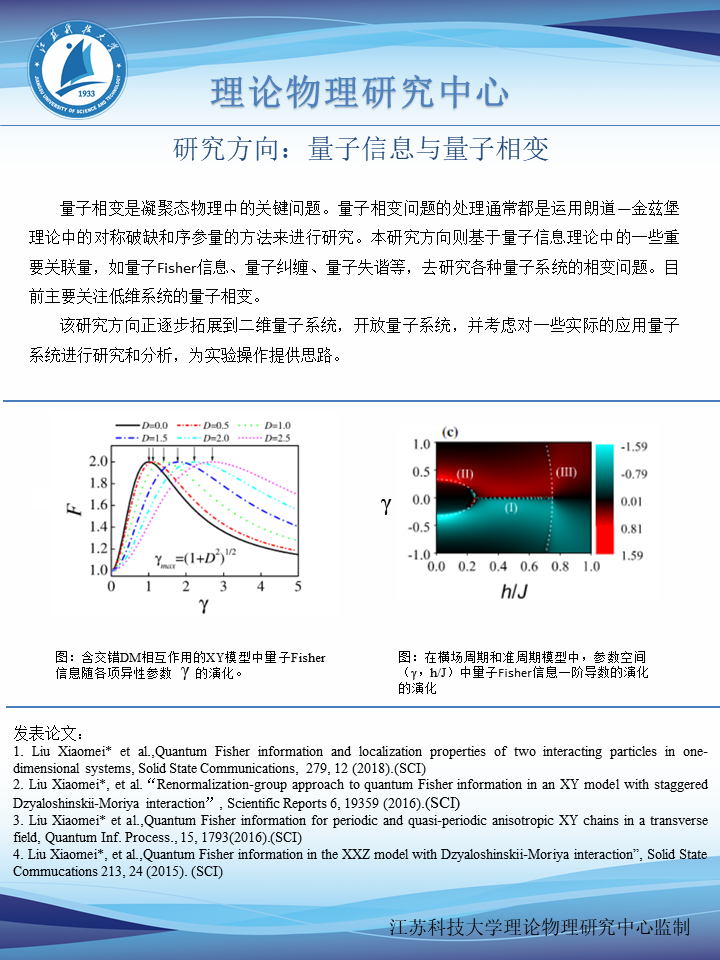 江苏科技大学
JIANGSU UNIVERSITY OF SCIENCE AND TECHNOLOGY
1933
理论物理研究中心
研究方向：量子信息与量子相变
量子相变是凝聚态物理中的关键问题。量子相变问题的处理通常都是运用朗道－金兹堡
理论中的对称破缺和序参量的方法来进行研究。本研究方向则基于量子信息理论中的一些重
要关联量，如量子Fisher信息、量子纠缠、量子失谐等，去研究各种量子系统的相变问题。目
前主要关注低维系统的量子相变。
该研究方向正逐步拓展到二维量子系统，开放量子系统，并考虑对一些实际的应用量子
系统进行研究和分析，为实验操作提供思路。
D=0.0 D=0.5 D=1.0
D=1.5 D=2.0 D=2.5
2.0
1.8
1.6
1.4
1.2
1.0
F
γmax=(1+D²)1/2
0 1 2 3 4 5
γ
(c)
1.0
0.5
0.0
-0.5
-1.0
γ
(II)
(III)
(I)
0.0 0.2 0.4 0.6 0.8 1.0
h/J
-1.59
-0.79
0.01
0.81
1.59
图：含交错DM相互作用的XY模型中量子Fisher
信息随各项异性参数 γ 的演化。
图：在横场周期和准周期模型中，参数空间
（γ，h/J）中量子Fisher信息一阶导数的演化
的演化
发表论文：
1. Liu Xiaomei* et al.,Quantum Fisher information and localization properties of two interacting particles in one-
dimensional systems, Solid State Communications, 279, 12 (2018).(SCI)
2. Liu Xiaomei*, et al.“Renormalization-group approach to quantum Fisher information in an XY model with staggered
Dzyaloshinskii-Moriya interaction”, Scientific Reports 6, 19359 (2016).(SCI)
3. Liu Xiaomei* et al.,Quantum Fisher information for periodic and quasi-periodic anisotropic XY chains in a transverse
field, Quantum Inf. Process., 15, 1793(2016).(SCI)
4. Liu Xiaomei*, et al.,Quantum Fisher information in the XXZ model with Dzyaloshinskii-Moriya interaction”, Solid State
Commucations 213, 24 (2015). (SCI)
江苏科技大学理论物理研究中心监制